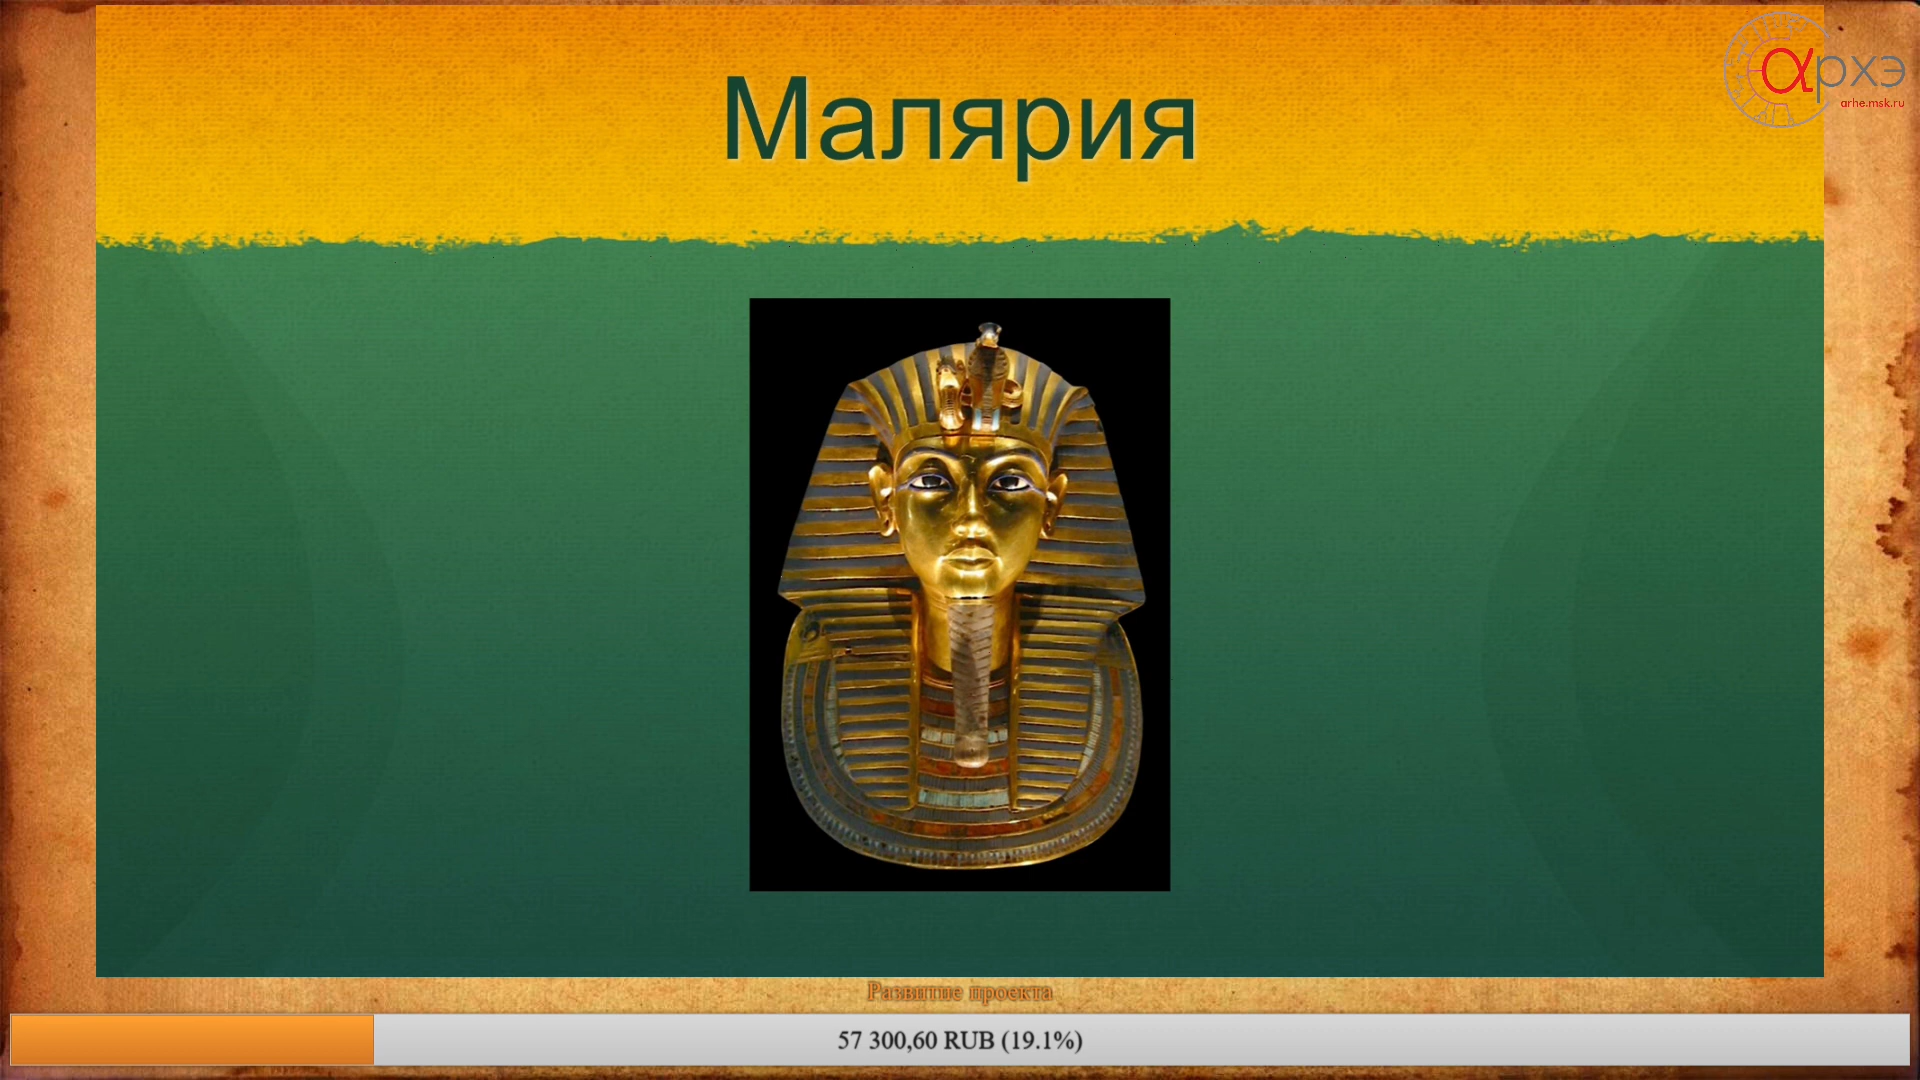 Малярия
αрхэ
arhe.msk.ru
Развитие проекта
57 300,60 RUB (19.1%)